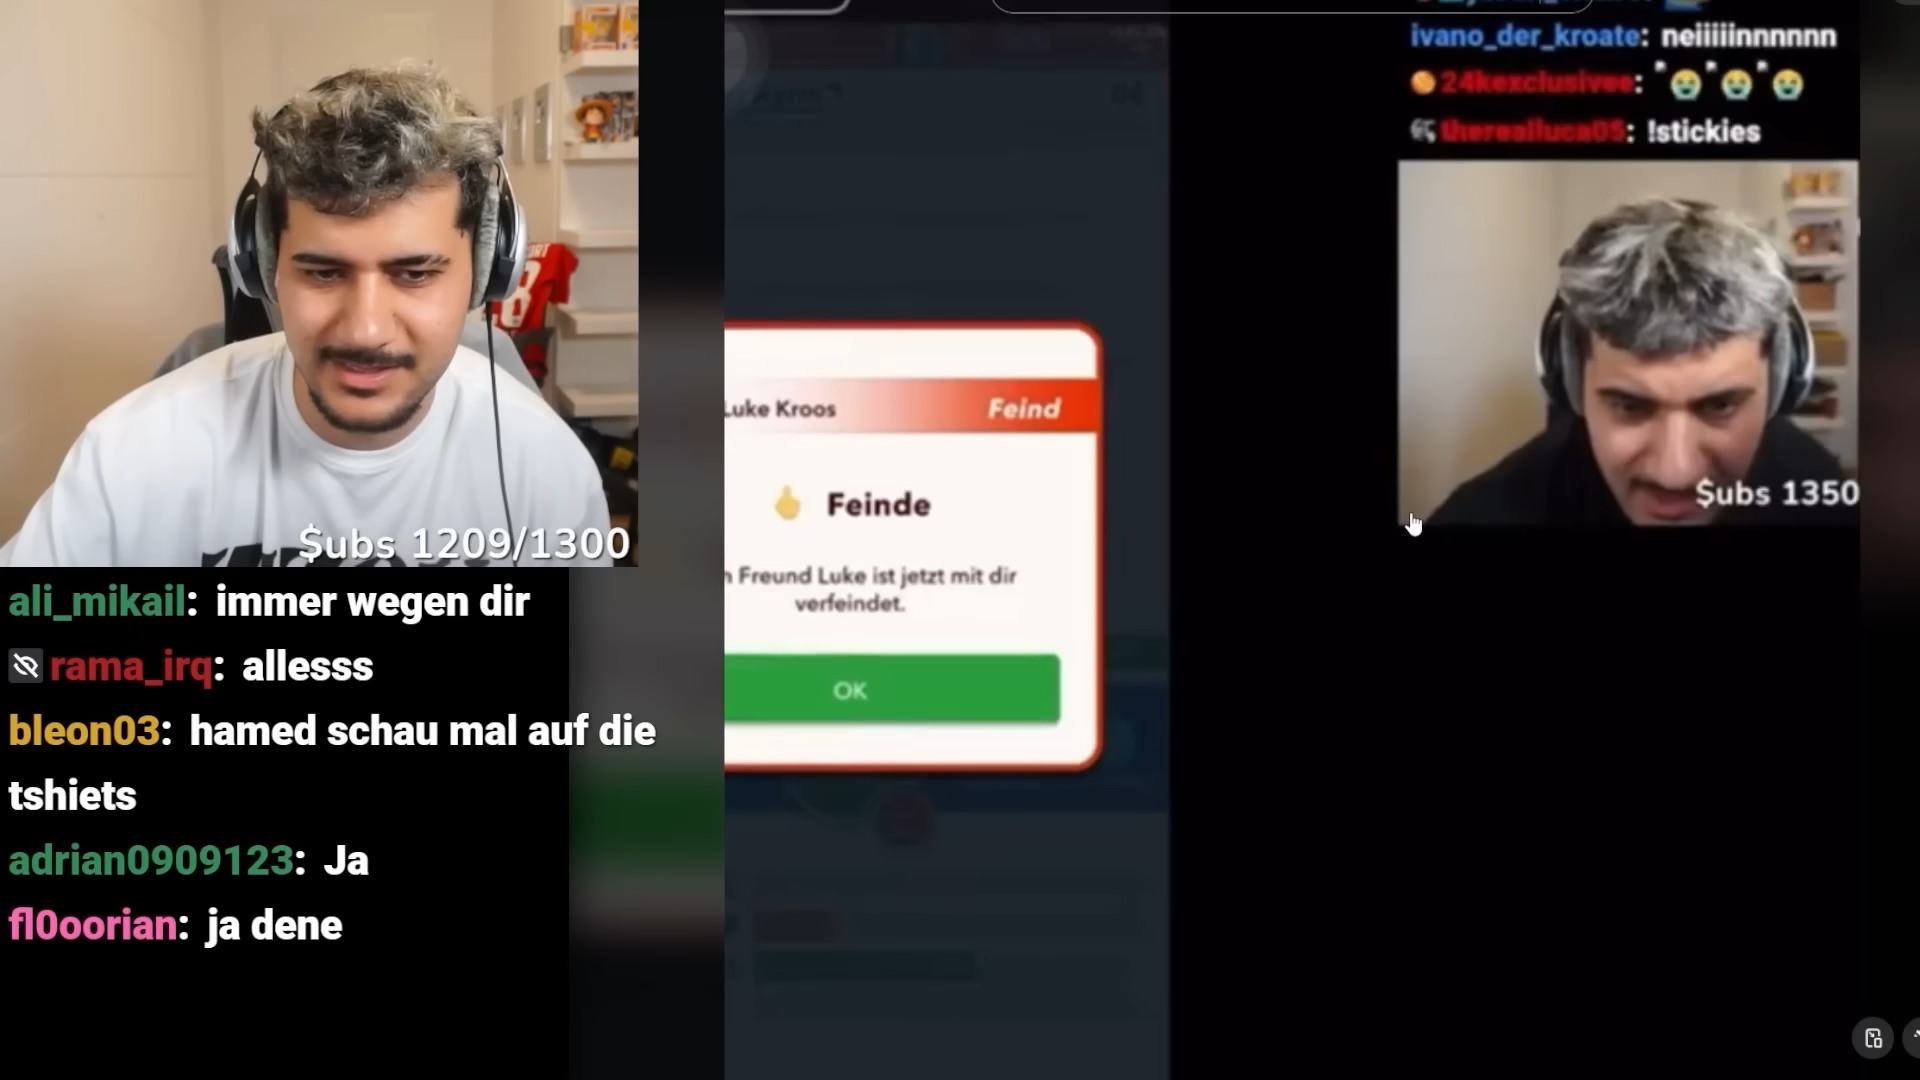 $ubs 1209/1300
ali_mikail: immer wegen dir
rama_irq: allesss
bleon03: hamed schau mal auf die
tshiets
adrian0909123: Ja
fl0oorian: ja dene
Luke Kroos
Feind
Feinde
Freund Luke ist jetzt mit dir
verfeindet.
OK
ivano_der_kroate: neiiiiinnnnnn
24kexclusivee:
therealluca05: !stickies
$ubs 1350